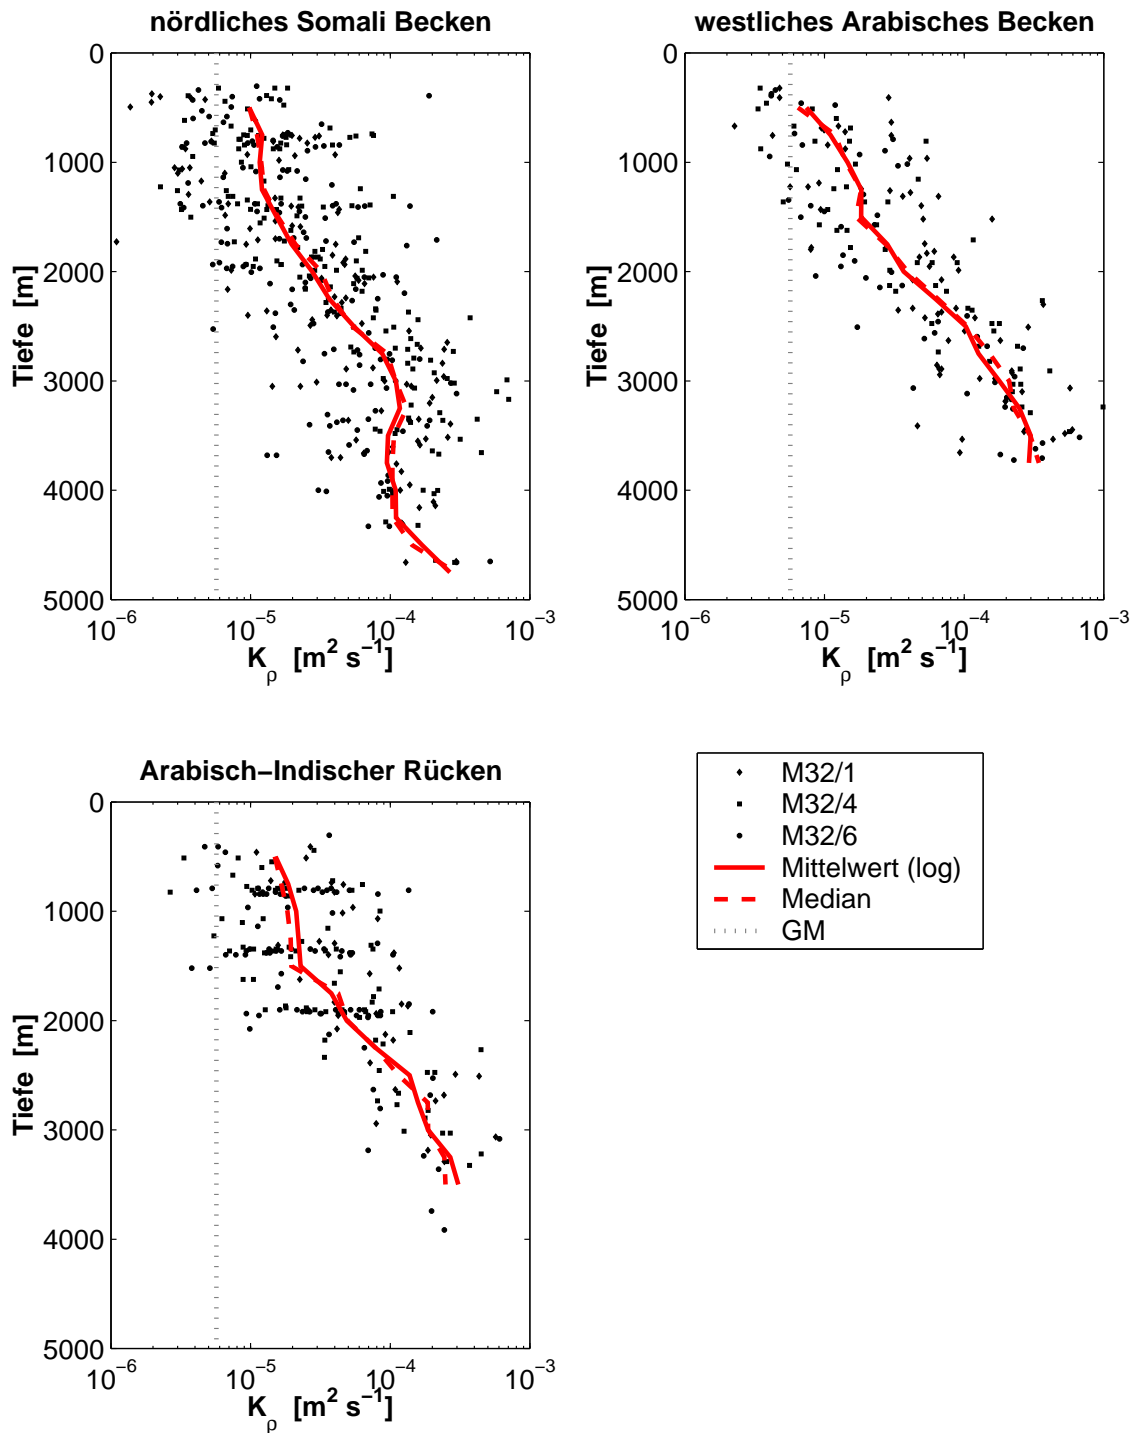 nördliches Somali Becken
westliches Arabisches Becken
0
1000
2000
3000
4000
5000
Tiefe [m]
10⁻⁶
10⁻⁵
10⁻⁴
10⁻³
Kρ [m² s⁻¹]
0
1000
2000
3000
4000
5000
Tiefe [m]
10⁻⁶
10⁻⁵
10⁻⁴
10⁻³
Kρ [m² s⁻¹]
Arabisch−Indischer Rücken
0
1000
2000
3000
4000
5000
Tiefe [m]
10⁻⁶
10⁻⁵
10⁻⁴
10⁻³
Kρ [m² s⁻¹]
M32/1
M32/4
M32/6
Mittelwert (log)
Median
GM